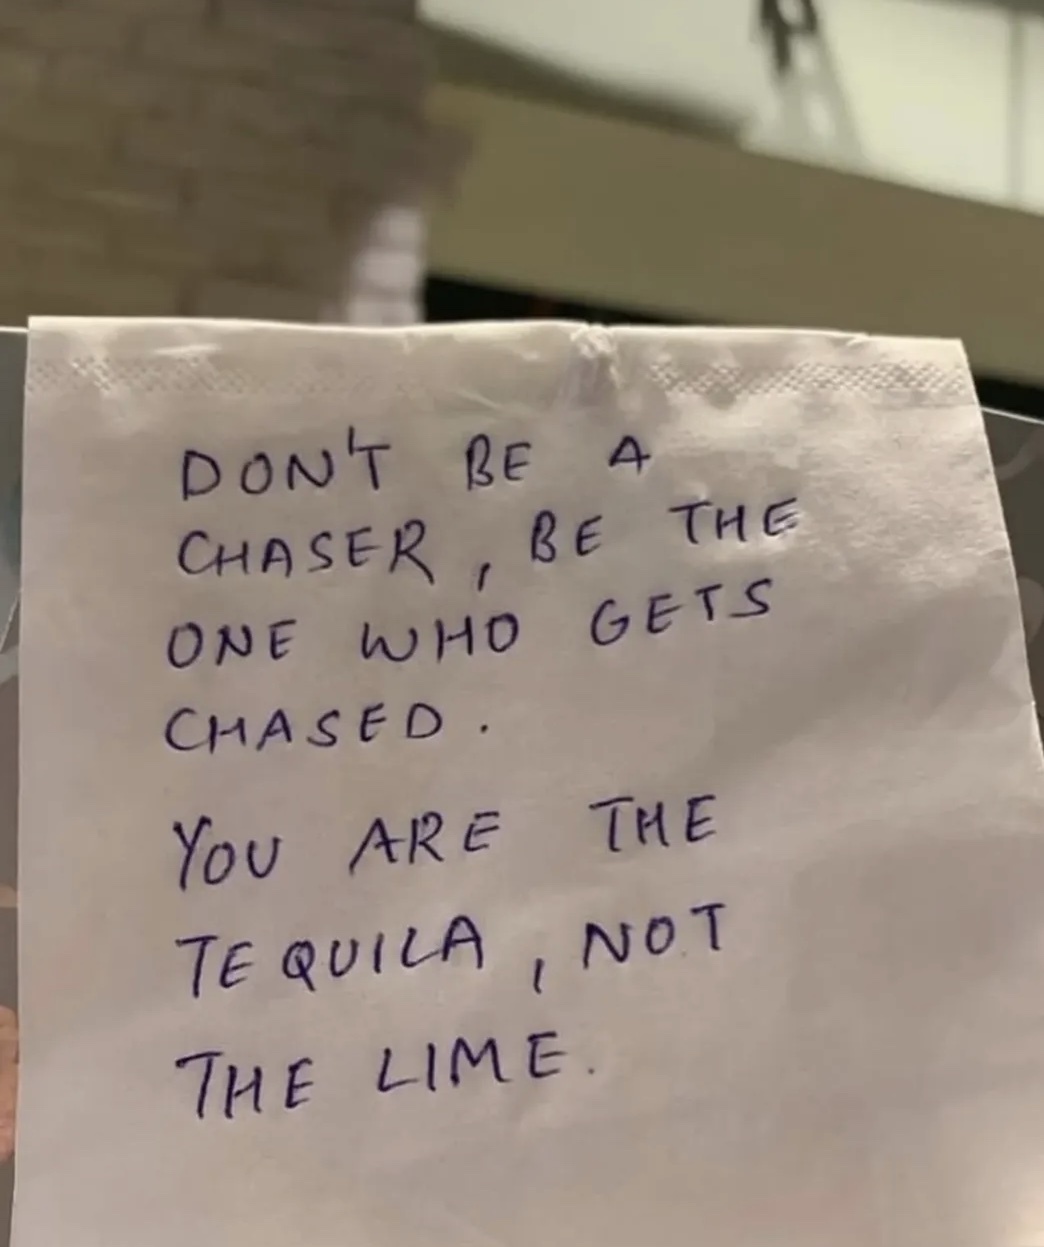 DON'T BE A
CHASER, BE THE
ONE WHO GETS
CHASED.
YOU ARE THE
TEQUILA, NOT
THE LIME.